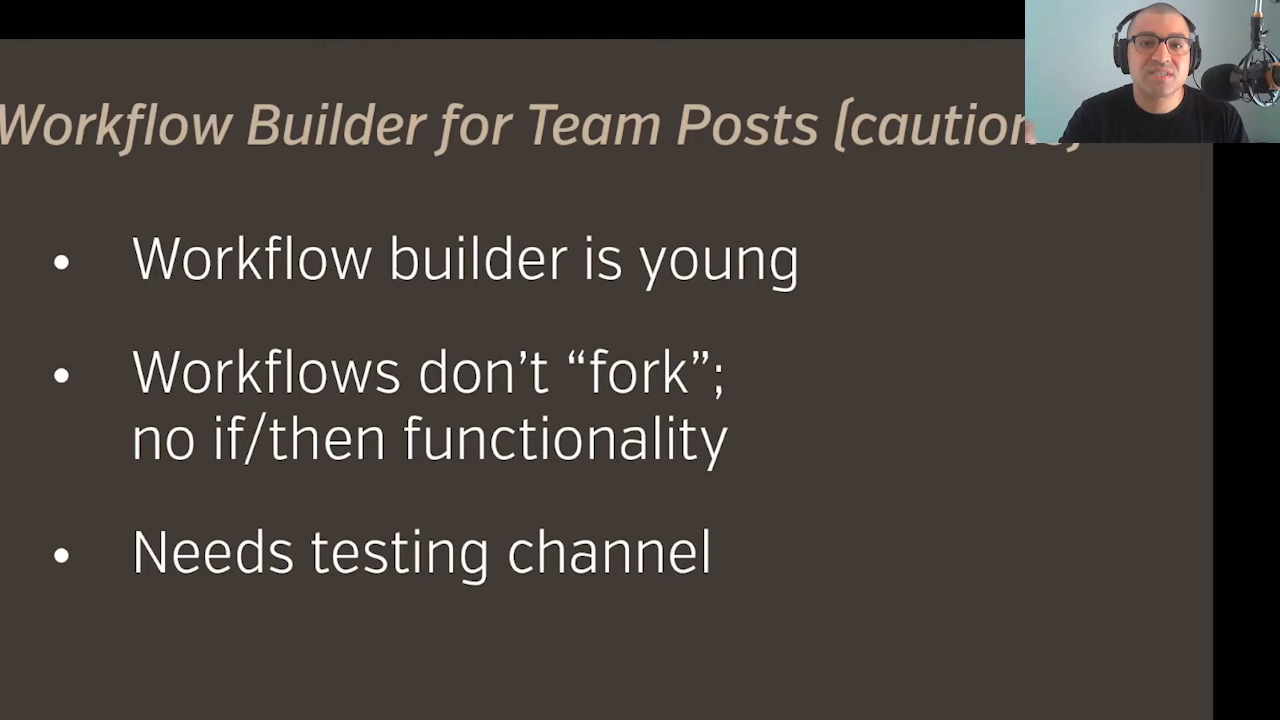 Workflow Builder for Team Posts
• Workflow builder is young
• Workflows don’t “fork”;
no if/then functionality
• Needs testing channel